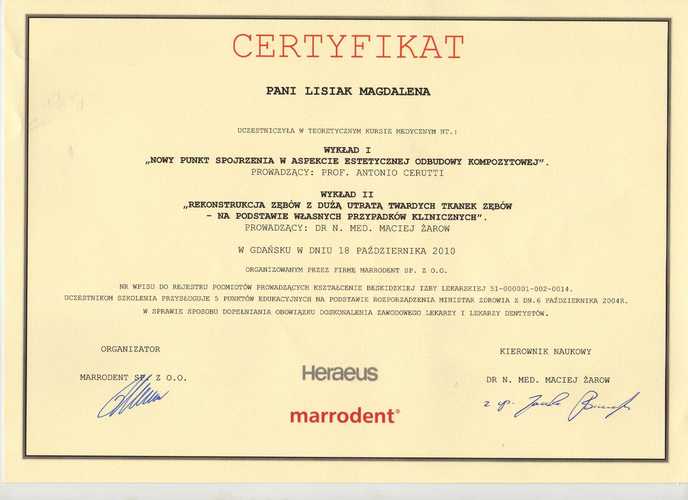 CERTYFIKAT
PANI LISIAK MAGDALENA
UCZESTNICZYŁA W TEORETYCZNYM KURSIE MEDYCZNYM NT.:
WYKŁAD I
„NOWY PUNKT SPOJRZENIA W ASPEKCIE ESTETYCZNEJ ODBUDOWY KOMPOZYTOWEJ”.
PROWADZĄCY: PROF. ANTONIO CERUTTI
WYKŁAD II
„REKONSTRUKCJA ZĘBÓW Z DUŻĄ UTRATĄ TWARDYCH TKANEK ZĘBÓW
– NA PODSTAWIE WŁASNYCH PRZYPADKÓW KLINICZNYCH”.
PROWADZĄCY: DR N. MED. MACIEJ ŻAROW
W GDAŃSKU W DNIU 18 PAŹDZIERNIKA 2010
ORGANIZOWANYM PRZEZ FIRMĘ MARRODENT SP. Z O.O.
NR WPISU DO REJESTRU PODMIOTÓW PROWADZĄCYCH KSZTAŁCENIE BESKIDZKIEJ IZBY LEKARSKIEJ 51-000001-002-0014.
UCZESTNIKOM SZKOLENIA PRZYSŁUGUJE 5 PUNKTÓW EDUKACYJNYCH NA PODSTAWIE ROZPORZĄDZENIA MINISTRA ZDROWIA Z DN.6 PAŹDZIERNIKA 2004R.
W SPRAWIE SPOSOBU DOPEŁNIANIA OBOWIĄZKU DOSKONALENIA ZAWODOWEGO LEKARZY I LEKARZY DENTYSTÓW.
ORGANIZATOR
KIEROWNIK NAUKOWY
MARRODENT SP. Z O.O.
Heraeus
DR N. MED. MACIEJ ŻAROW
z up.
marrodent®